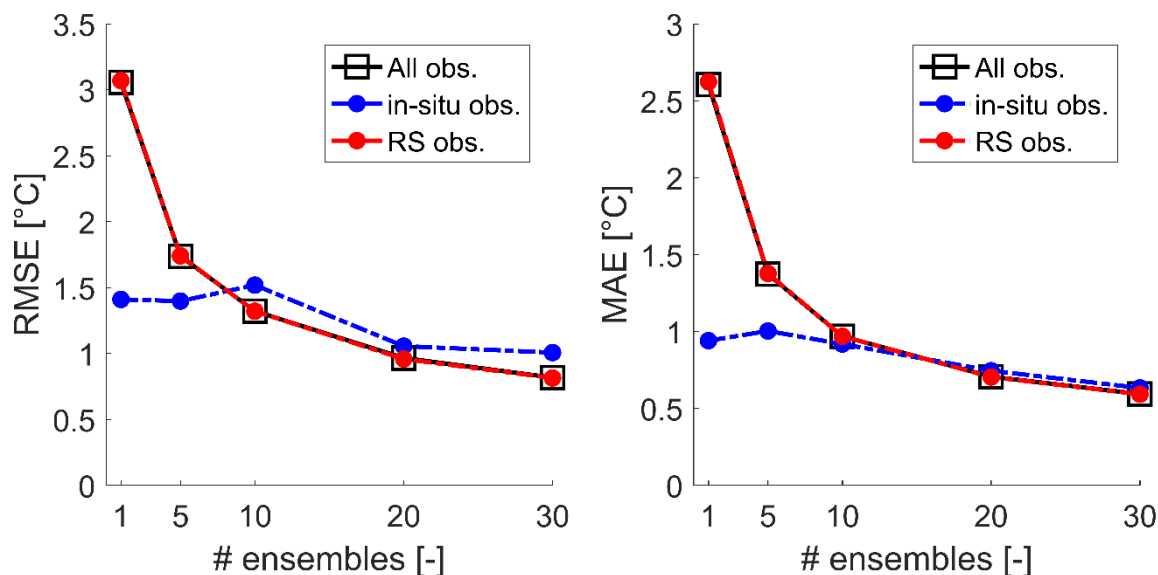 3.5
3
2.5
2
1.5
1
0.5
0
RMSE [°C]
All obs.
in-situ obs.
RS obs.
1 5 10 20 30
# ensembles [-]
3
2.5
2
1.5
1
0.5
0
MAE [°C]
All obs.
in-situ obs.
RS obs.
1 5 10 20 30
# ensembles [-]